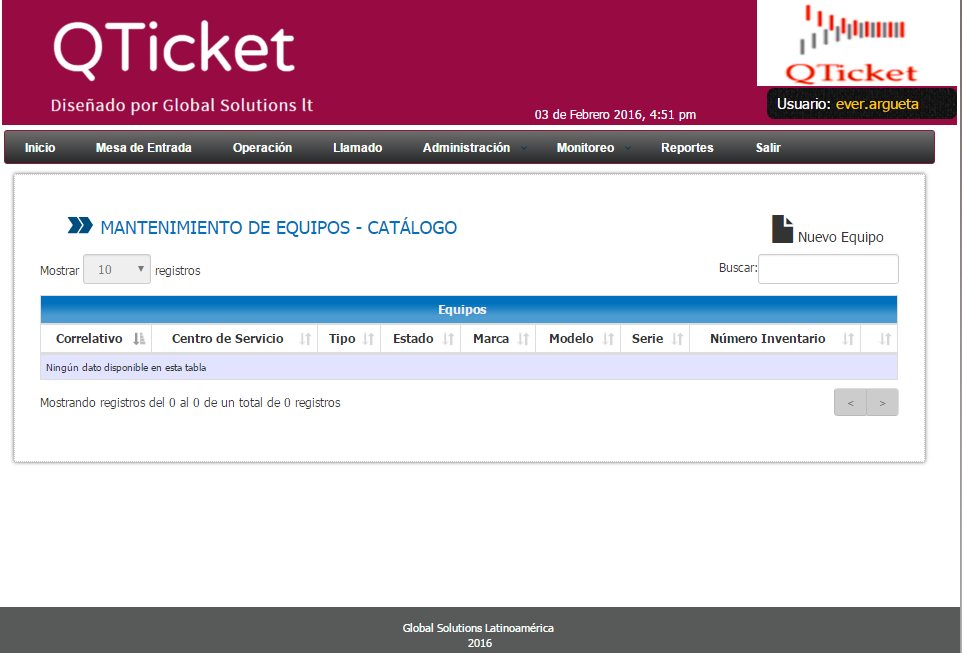 QTicket
QTicket
Diseñado por Global Solutions lt
03 de Febrero 2016, 4:51 pm
Usuario: ever.argueta
Inicio Mesa de Entrada Operación Llamado Administración Monitoreo Reportes Salir
MANTENIMIENTO DE EQUIPOS - CATÁLOGO
Nuevo Equipo
Mostrar 10 registros
Buscar:
Equipos
Correlativo Centro de Servicio Tipo Estado Marca Modelo Serie Número Inventario
Ningún dato disponible en esta tabla
Mostrando registros del 0 al 0 de un total de 0 registros
< >
Global Solutions Latinoamérica
2016